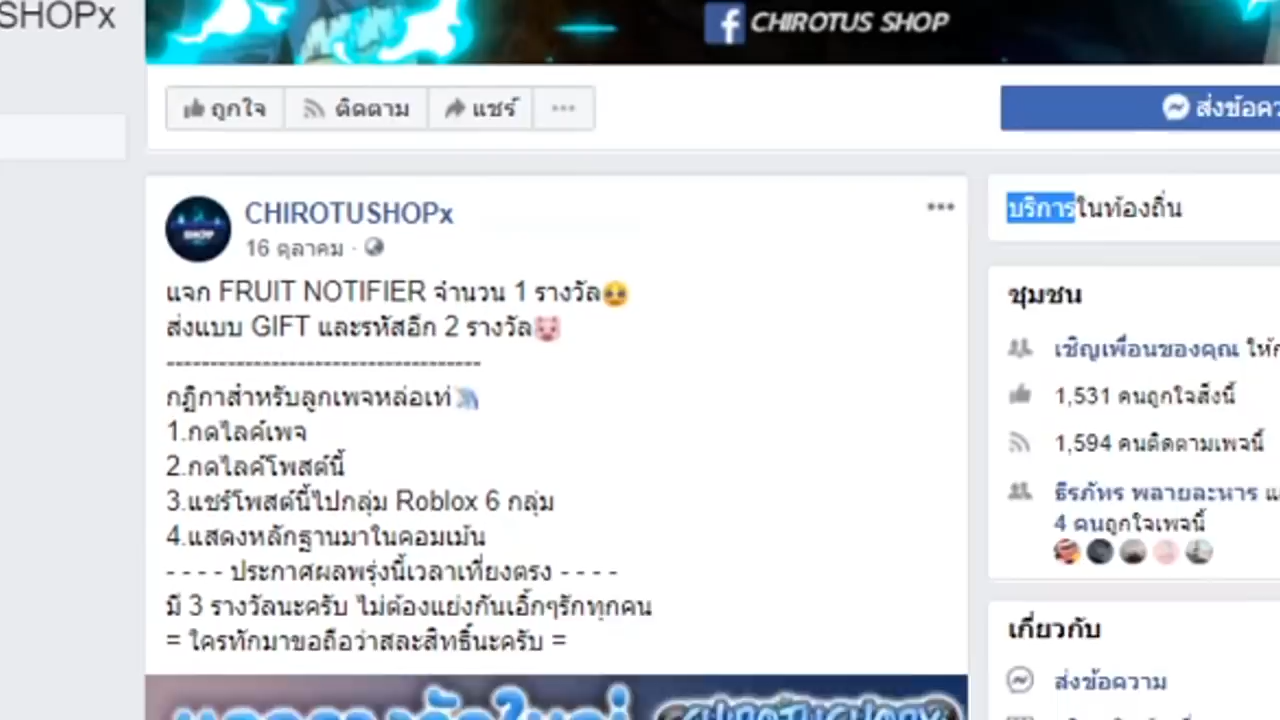 SHOPx
CHIROTUS SHOP
ถูกใจ
ติดตาม
แชร์
CHIROTUSHOPx
16 ตุลาคม ·
แจก FRUIT NOTIFIER จำนวน 1 รางวัล🥺
ส่งแบบ GIFT และรหัสอีก 2 รางวัล🐷
----------------------------------
กฏิกาสำหรับลูกเพจหล่อเท่
1.กดไลค์เพจ
2.กดไลค์โพสต์นี้
3.แชร์โพสต์นี้ไปกลุ่ม Roblox 6 กลุ่ม
4.แสดงหลักฐานมาในคอมเม้น
- - - - ประกาศผลพรุ่งนี้เวลาเที่ยงตรง - - - -
มี 3 รางวัลนะครับ ไม่ต้องแย่งกันเอิ้กๆรักทุกคน
= ใครทักมาขอถือว่าสละสิทธิ์นะครับ =
CHIROTUSHOPX
บริการในท้องถิ่น
ชุมชน
เชิญเพื่อนของคุณ
1,531 คนถูกใจสิ่งนี้
1,594 คนติดตามเพจนี้
ธีรภัทร พลายละหาร
4 คนถูกใจเพจนี้
เกี่ยวกับ
ส่งข้อความ